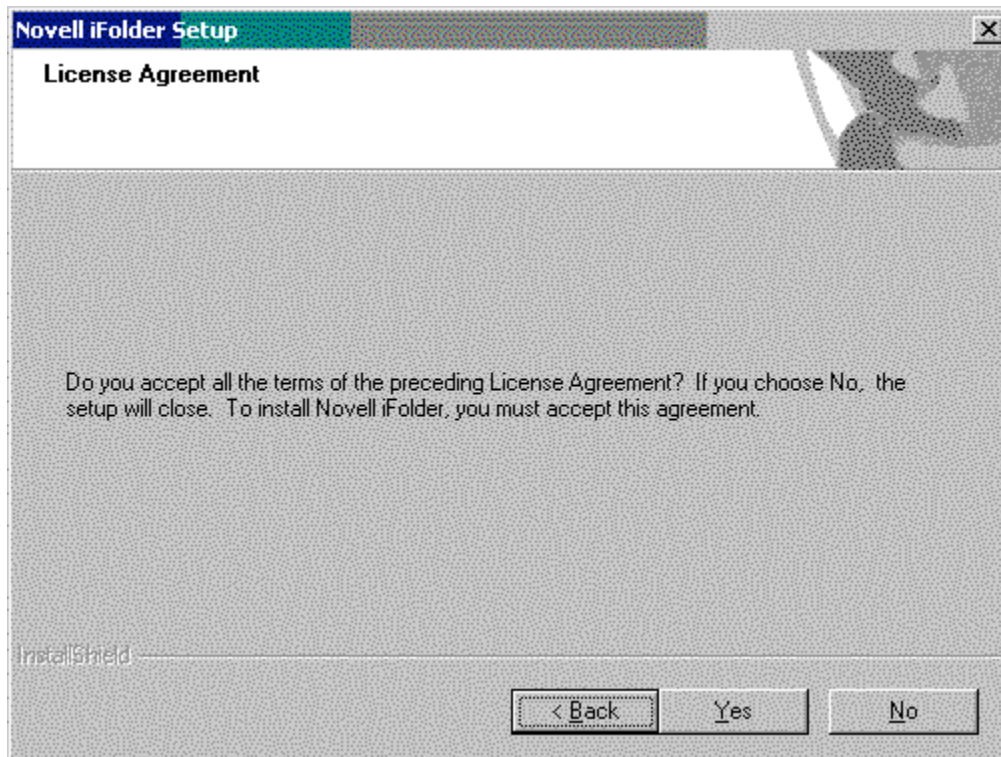 Novell iFolder Setup
License Agreement
Do you accept all the terms of the preceding License Agreement?  If you choose No,  the
setup will close.  To install Novell iFolder, you must accept this agreement.
InstallShield
< Back
Yes
No